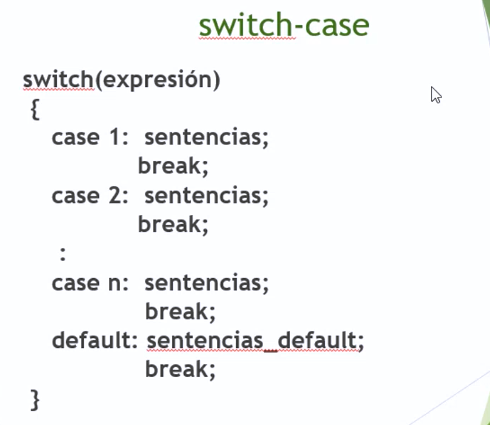 switch-case
switch(expresión)
{
case 1: sentencias;
break;
case 2: sentencias;
break;
:
case n: sentencias;
break;
default: sentencias_default;
break;
}